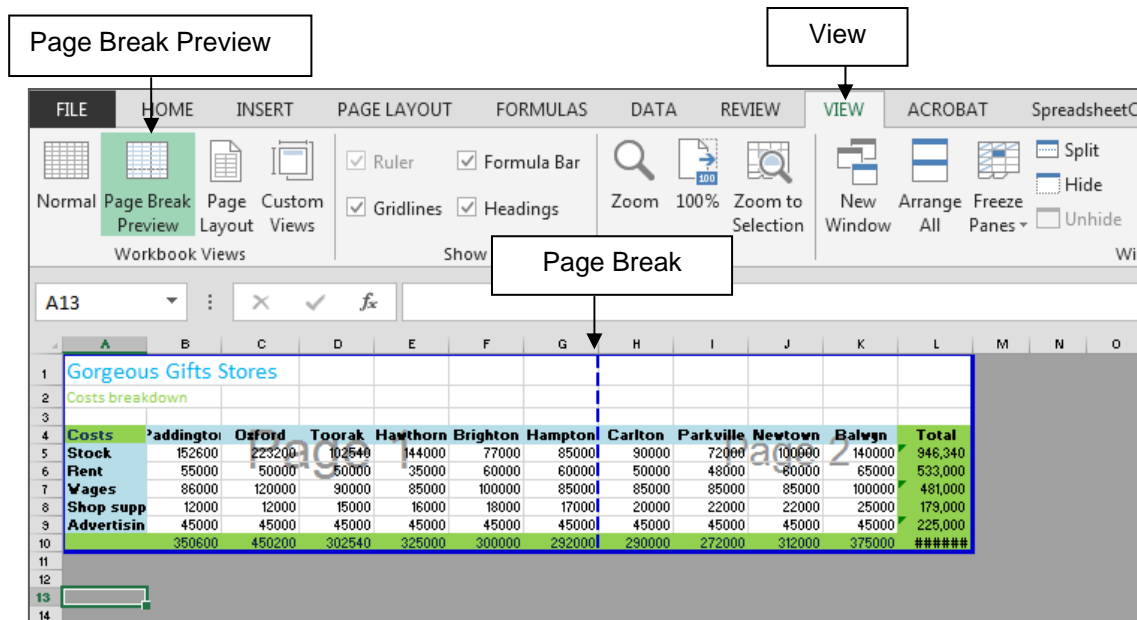 Page Break Preview
View
FILE HOME INSERT PAGE LAYOUT FORMULAS DATA REVIEW VIEW ACROBAT SpreadsheetC
Normal Page Break Preview Page Layout Custom Views
Ruler Formula Bar
Gridlines Headings
Zoom 100% Zoom to Selection
100
New Window Arrange All Freeze Panes
Split
Hide
Unhide
Workbook Views Show Wi
Page Break
A13 fx
A B C D E F G H I J K L M N O
1 Gorgeous Gifts Stores
2 Costs breakdown
3
4 Costs Paddington Oxford Toorak Hawthorn Brighton Hampton Carlton Parkville Newtown Balwyn Total
Page 1 Page 2
5 Stock 152600 223200 102540 144000 77000 85000 90000 72000 100000 140000 946,340
6 Rent 55000 50000 50000 35000 60000 60000 50000 48000 60000 65000 533,000
7 Wages 86000 120000 90000 85000 100000 85000 85000 85000 85000 100000 481,000
8 Shop supp 12000 12000 15000 16000 18000 17000 20000 22000 22000 25000 179,000
9 Advertisin 45000 45000 45000 45000 45000 45000 45000 45000 45000 45000 225,000
10 350600 450200 302540 325000 300000 292000 290000 272000 312000 375000 ######
11
12
13
14